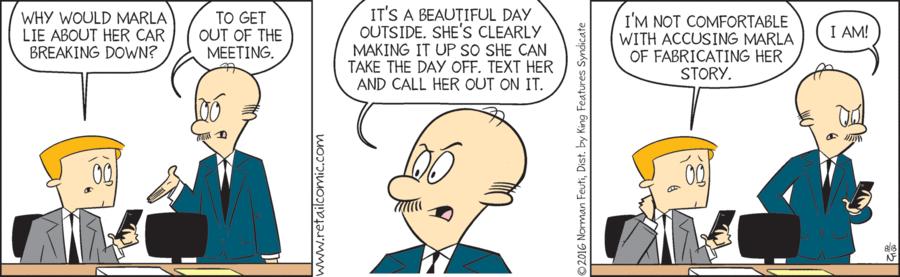 WHY WOULD MARLA
LIE ABOUT HER CAR
BREAKING DOWN?
TO GET
OUT OF THE
MEETING.
www.retailcomic.com
IT'S A BEAUTIFUL DAY
OUTSIDE. SHE'S CLEARLY
MAKING IT UP SO SHE CAN
TAKE THE DAY OFF. TEXT HER
AND CALL HER OUT ON IT.
©2016 Norman Feuti, Dist. by King Features Syndicate
I'M NOT COMFORTABLE
WITH ACCUSING MARLA
OF FABRICATING HER
STORY.
I AM!
8/13
NF